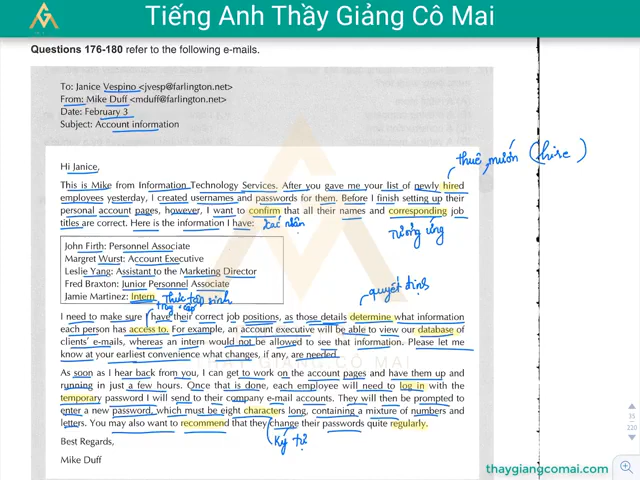 Tiếng Anh Thầy Giảng Cô Mai
Questions 176-180 refer to the following e-mails.
To: Janice Vespino <jvesp@farlington.net>
From: Mike Duff <mduff@farlington.net>
Date: February 3
Subject: Account information
thuê, mướn (hire)
Hi Janice,
This is Mike from Information Technology Services. After you gave me your list of newly hired
employees yesterday, I created usernames and passwords for them. Before I finish setting up their
personal account pages, however, I want to confirm that all their names and corresponding job
titles are correct. Here is the information I have:
xác nhận
tương ứng
John Firth: Personnel Associate
Margret Wurst: Account Executive
Leslie Yang: Assistant to the Marketing Director
Fred Braxton: Junior Personnel Associate
Jamie Martinez: Intern
Thực tập sinh
quyết định
truy cập
I need to make sure I have their correct job positions, as those details determine what information
each person has access to. For example, an account executive will be able to view our database of
clients' e-mails, whereas an intern would not be allowed to see that information. Please let me
know at your earliest convenience what changes, if any, are needed.
As soon as I hear back from you, I can get to work on the account pages and have them up and
running in just a few hours. Once that is done, each employee will need to log in with the
temporary password I will send to their company e-mail accounts. They will then be prompted to
enter a new password, which must be eight characters long, containing a mixture of numbers and
letters. You may also want to recommend that they change their passwords quite regularly.
Ký tự
Best Regards,
Mike Duff
THẦY GIẢNG CÔ MAI
35
220
thaygiangcomai.com